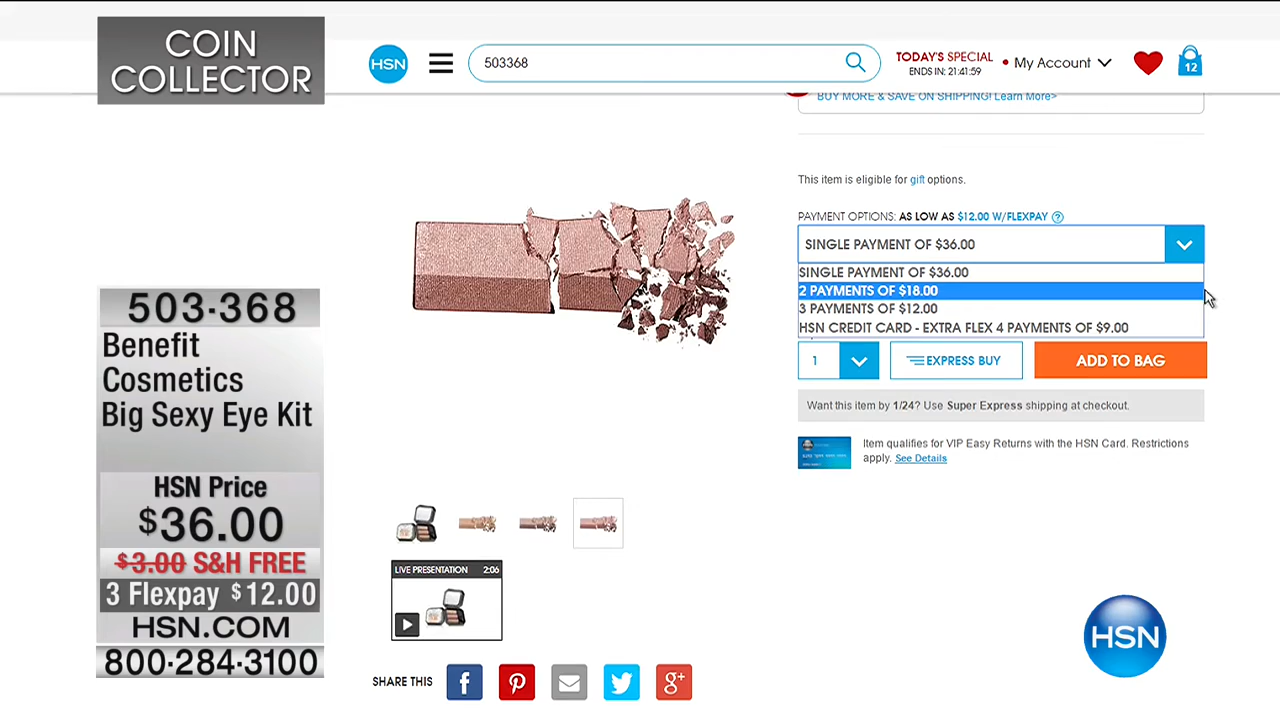 COIN
COLLECTOR
HSN
503368
TODAY'S SPECIAL
ENDS IN: 21:41:59
My Account
12
BUY MORE & SAVE ON SHIPPING! Learn More>
This item is eligible for gift options.
PAYMENT OPTIONS: AS LOW AS $12.00 W/FLEXPAY ?
SINGLE PAYMENT OF $36.00
SINGLE PAYMENT OF $36.00
2 PAYMENTS OF $18.00
3 PAYMENTS OF $12.00
HSN CREDIT CARD - EXTRA FLEX 4 PAYMENTS OF $9.00
1
EXPRESS BUY
ADD TO BAG
Want this item by 1/24? Use Super Express shipping at checkout.
Item qualifies for VIP Easy Returns with the HSN Card. Restrictions
apply. See Details
503-368
Benefit
Cosmetics
Big Sexy Eye Kit
HSN Price
$36.00
$3.00 S&H FREE
3 Flexpay $12.00
HSN.COM
800-284-3100
LIVE PRESENTATION 2:06
SHARE THIS
f
g+
HSN